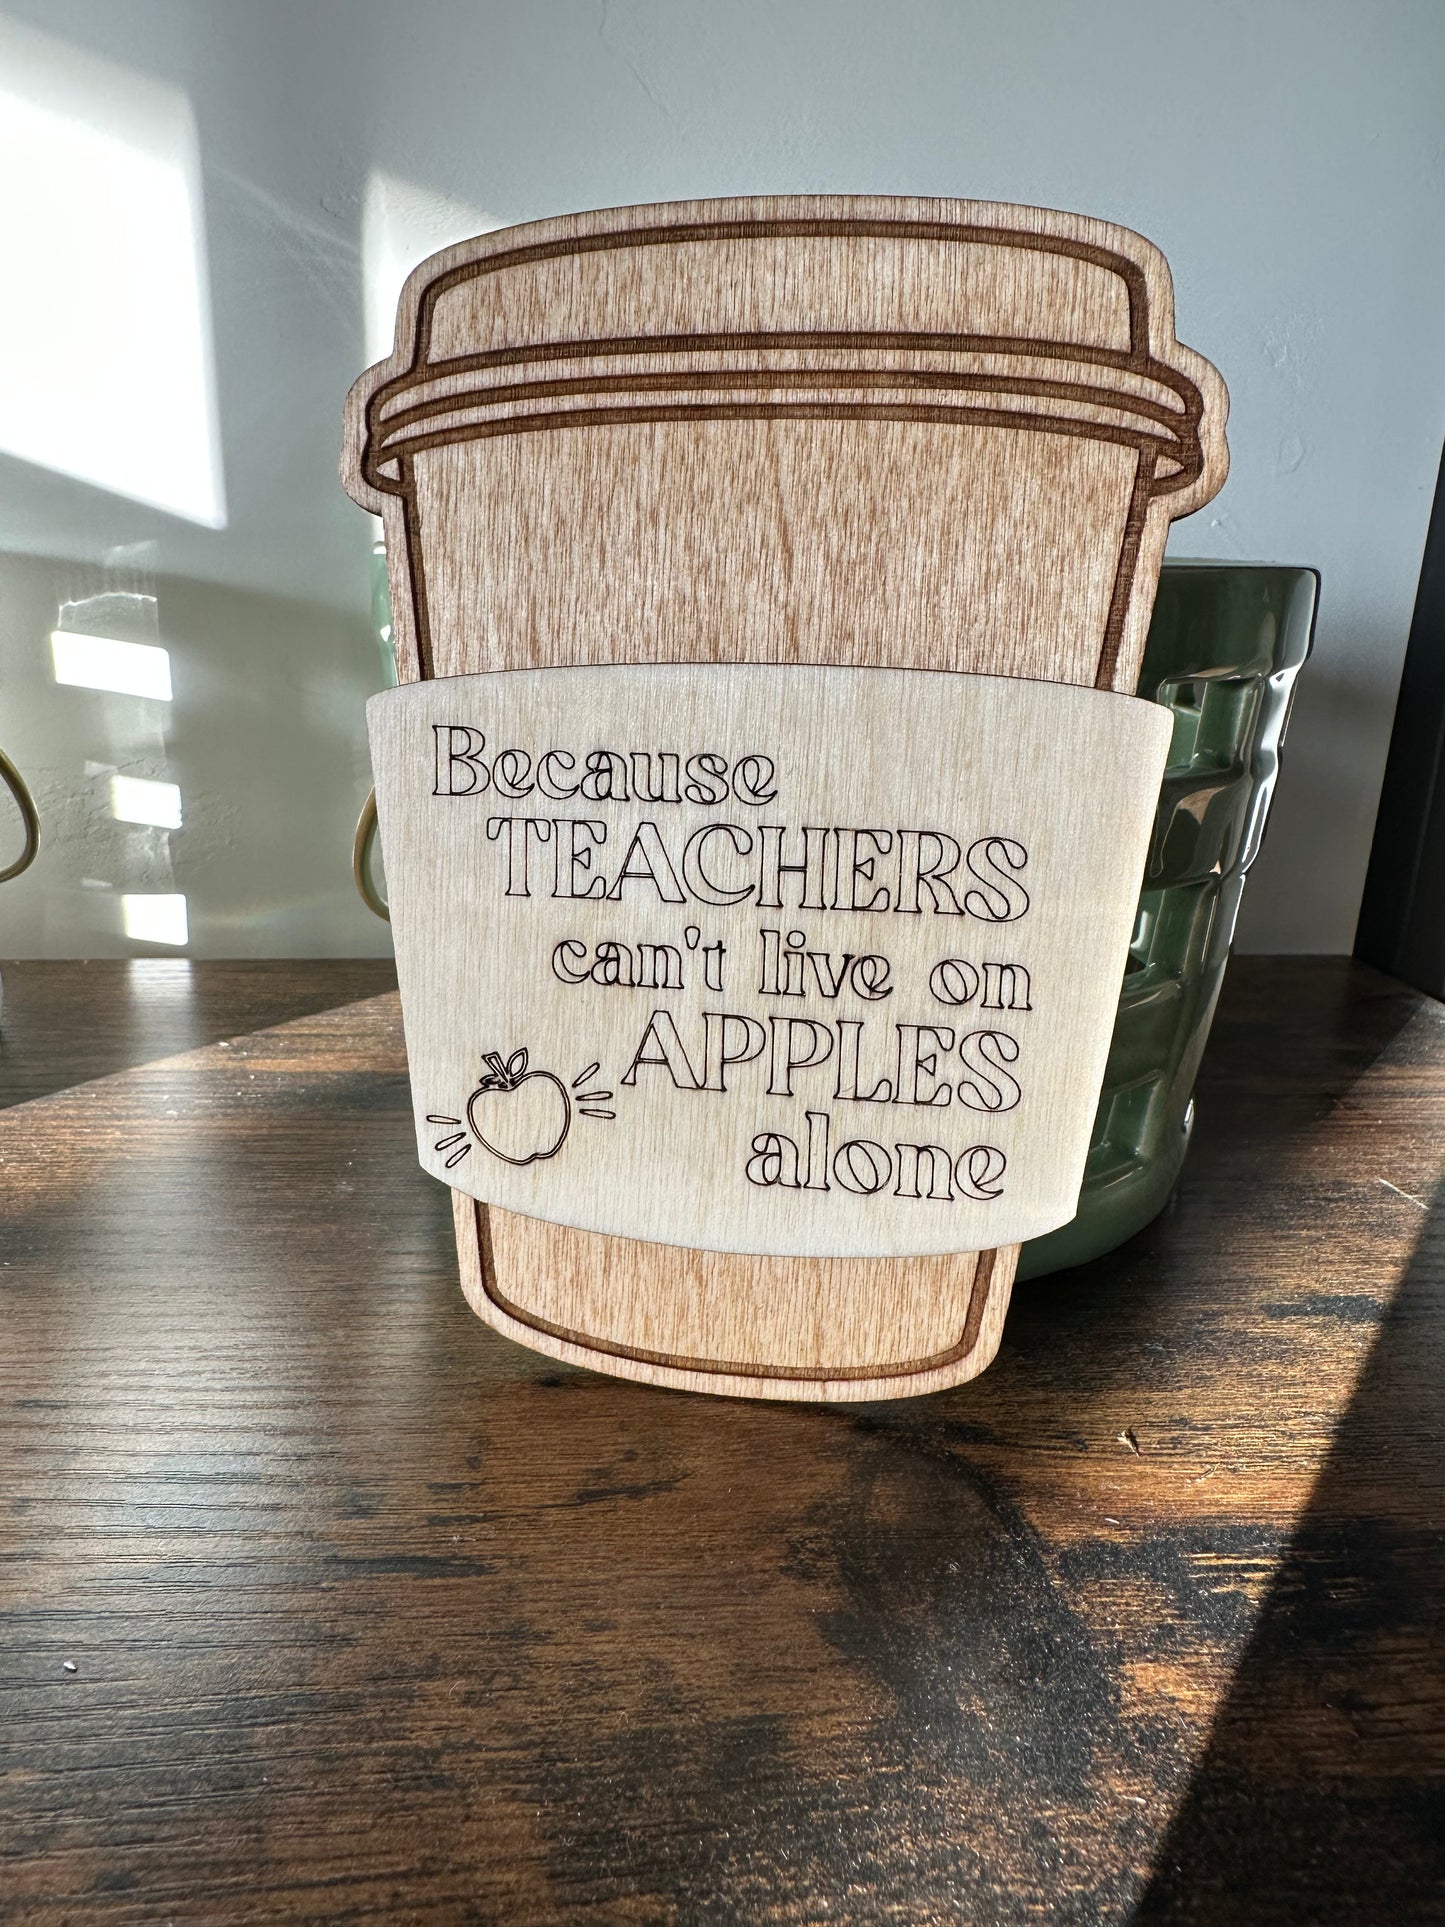 Because
TEACHERS
can't live on
APPLES
alone